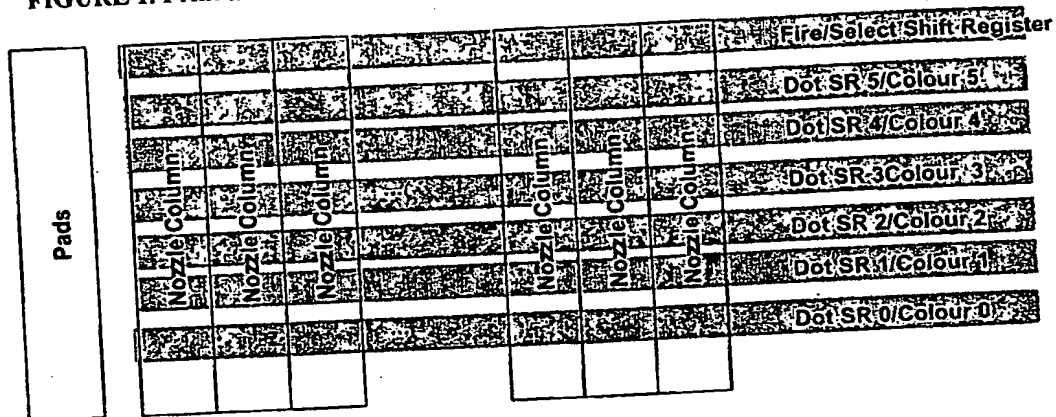 FIGURE 1.
Pads
Fire/Select Shift Register
Dot SR 5/Colour 5
Dot SR 4/Colour 4
Dot SR 3Colour 3
Dot SR 2/Colour 2
Dot SR 1/Colour 1
Dot SR 0/Colour 0
Nozzle Column
Nozzle Column
Nozzle Column
Nozzle Column
Nozzle Column
Nozzle Column